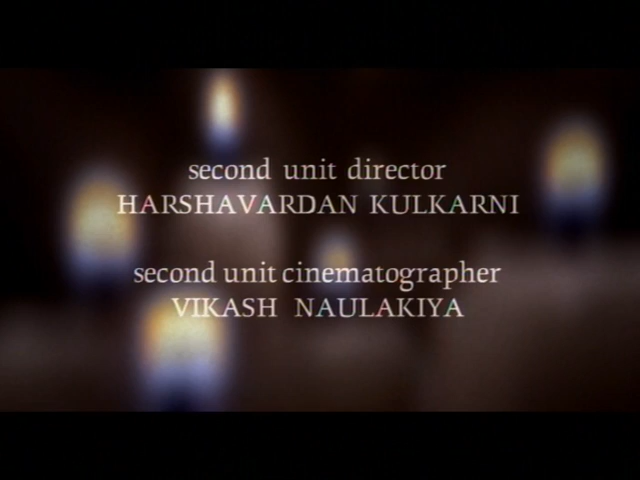 second unit director
HARSHAVARDAN KULKARNI
second unit cinematographer
VIKASH NAULAKIYA